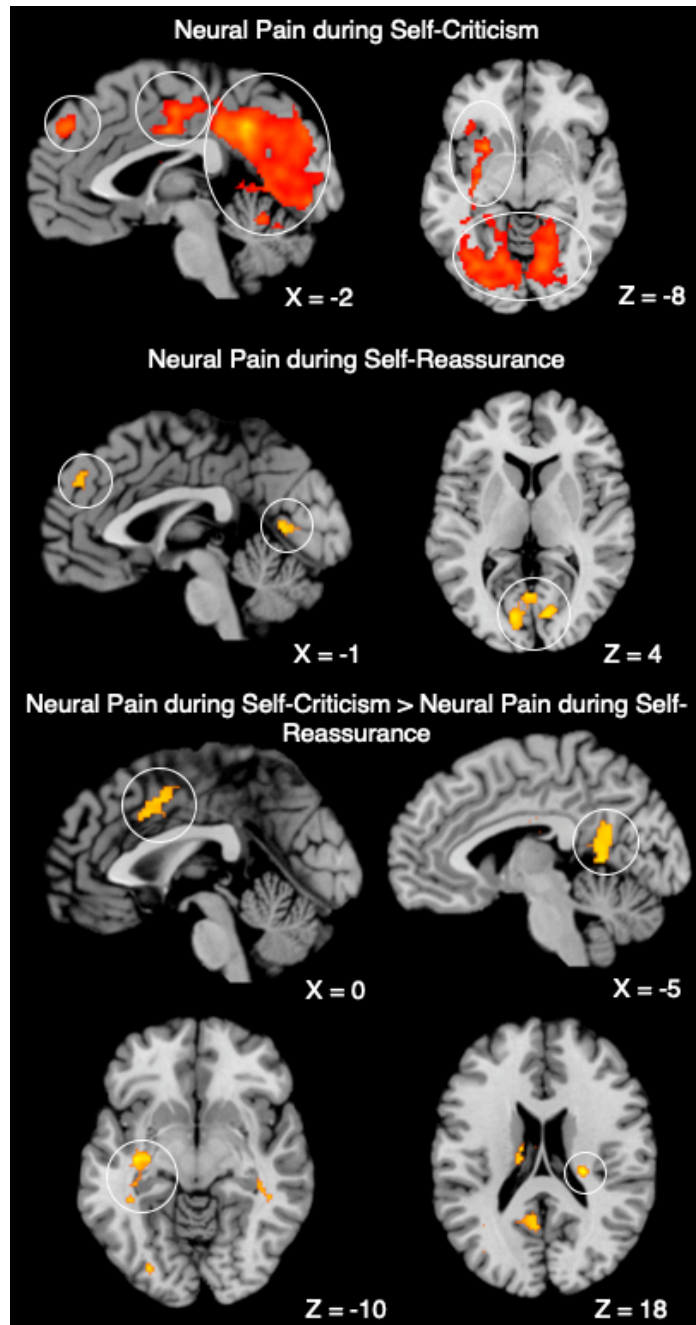 Neural Pain during Self-Criticism
X = -2
Z = -8
Neural Pain during Self-Reassurance
X = -1
Z = 4
Neural Pain during Self-Criticism > Neural Pain during Self-
Reassurance
X = 0
X = -5
Z = -10
Z = 18